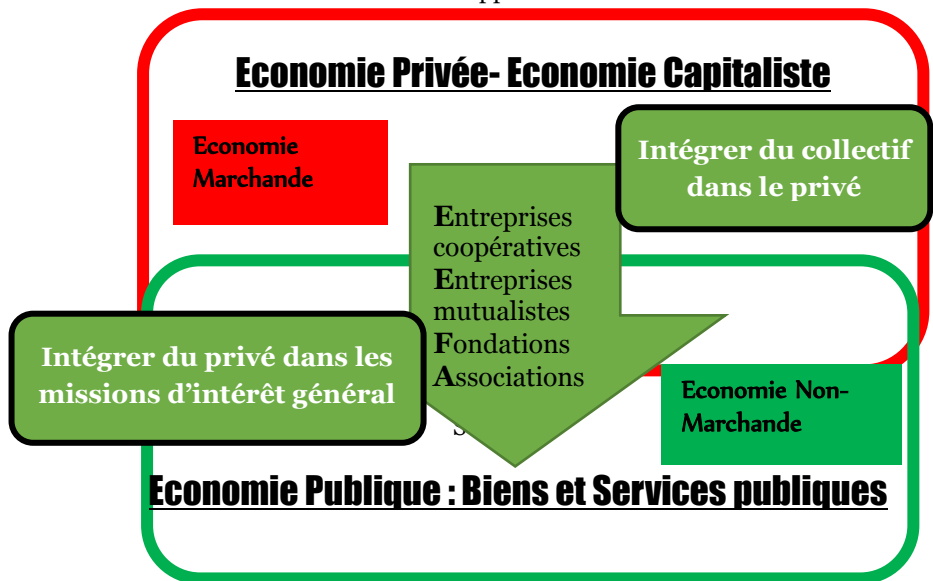 Economie Privée- Economie Capitaliste
Economie
Marchande
Intégrer du collectif
dans le privé
Entreprises
coopératives
Entreprises
mutualistes
Fondations
Associations
Intégrer du privé dans les
missions d’intérêt général
Economie Non-
Marchande
Economie Publique : Biens et Services publiques